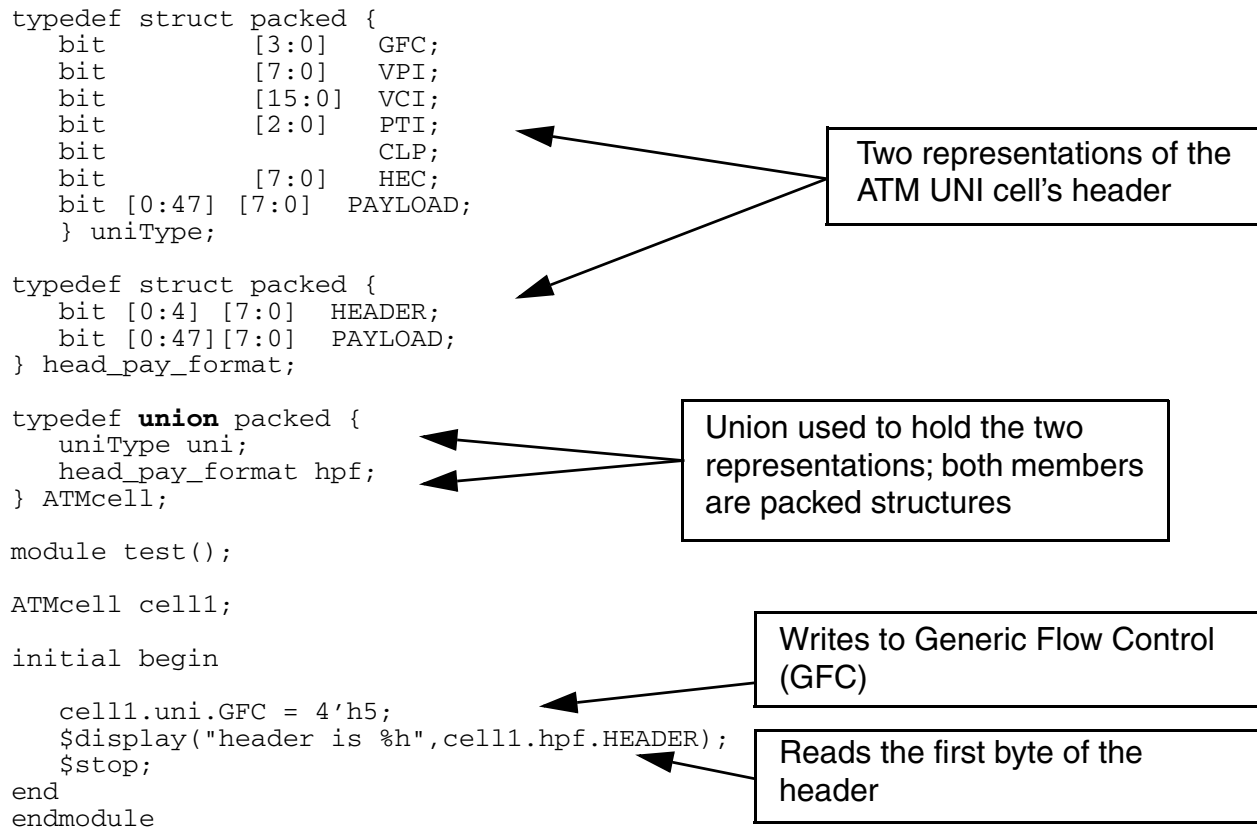 typedef struct packed {
bit [3:0] GFC;
bit [7:0] VPI;
bit [15:0] VCI;
bit [2:0] PTI;
bit CLP;
bit [7:0] HEC;
bit [0:47] [7:0] PAYLOAD;
} uniType;
Two representations of the
ATM UNI cell's header
typedef struct packed {
bit [0:4] [7:0] HEADER;
bit [0:47][7:0] PAYLOAD;
} head_pay_format;
typedef union packed {
uniType uni;
head_pay_format hpf;
} ATMcell;
Union used to hold the two
representations; both members
are packed structures
module test();
ATMcell cell1;
initial begin
Writes to Generic Flow Control
(GFC)
cell1.uni.GFC = 4’h5;
$display("header is %h",cell1.hpf.HEADER);
$stop;
Reads the first byte of the
header
end
endmodule